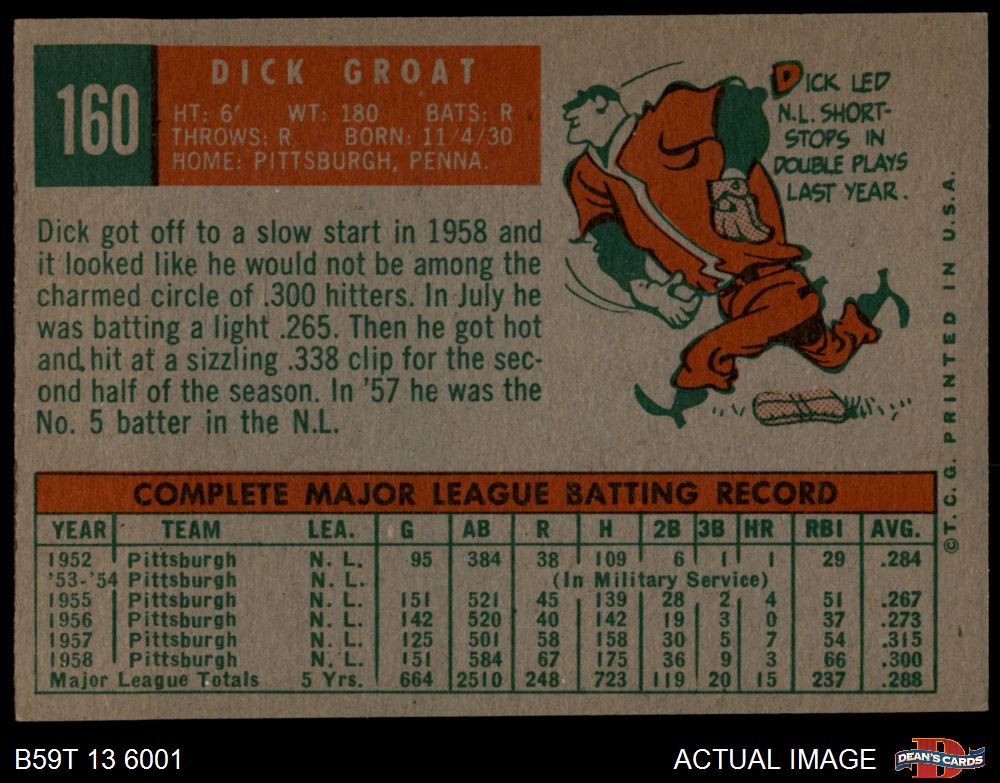 160
DICK GROAT
HT: 6' WT: 180 BATS: R
THROWS: R. BORN: 11/4/30
HOME: PITTSBURGH, PENNA.
DICK LED
N.L. SHORT-
STOPS IN
DOUBLE PLAYS
LAST YEAR.
Dick got off to a slow start in 1958 and
it looked like he would not be among the
charmed circle of .300 hitters. In July he
was batting a light .265. Then he got hot
and hit at a sizzling .338 clip for the sec-
ond half of the season. In '57 he was the
No. 5 batter in the N.L.
©T.C.G. PRINTED IN U.S.A.
COMPLETE MAJOR LEAGUE BATTING RECORD
YEAR TEAM LEA. G AB R H 2B 3B HR RBI AVG.
1952 Pittsburgh N. L. 95 384 38 109 6 1 1 29 .284
'53-'54 Pittsburgh N. L. (In Military Service)
1955 Pittsburgh N. L. 151 521 45 139 28 2 4 51 .267
1956 Pittsburgh N. L. 142 520 40 142 19 3 0 37 .273
1957 Pittsburgh N. L. 125 501 58 158 30 5 7 54 .315
1958 Pittsburgh N. L. 151 584 67 175 36 9 3 66 .300
Major League Totals 5 Yrs. 664 2510 248 723 119 20 15 237 .288
B59T 13 6001
ACTUAL IMAGE
DEAN'S CARDS